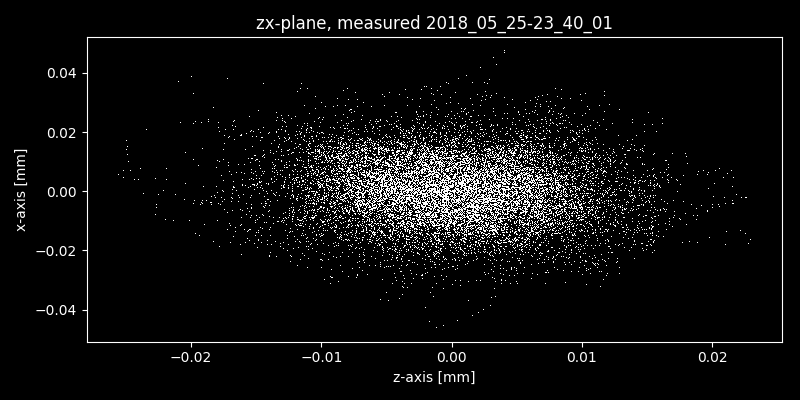 zx-plane, measured 2018_05_25-23_40_01
0.04
0.02
0.00
−0.02
−0.04
x-axis [mm]
−0.02 −0.01 0.00 0.01 0.02
z-axis [mm]